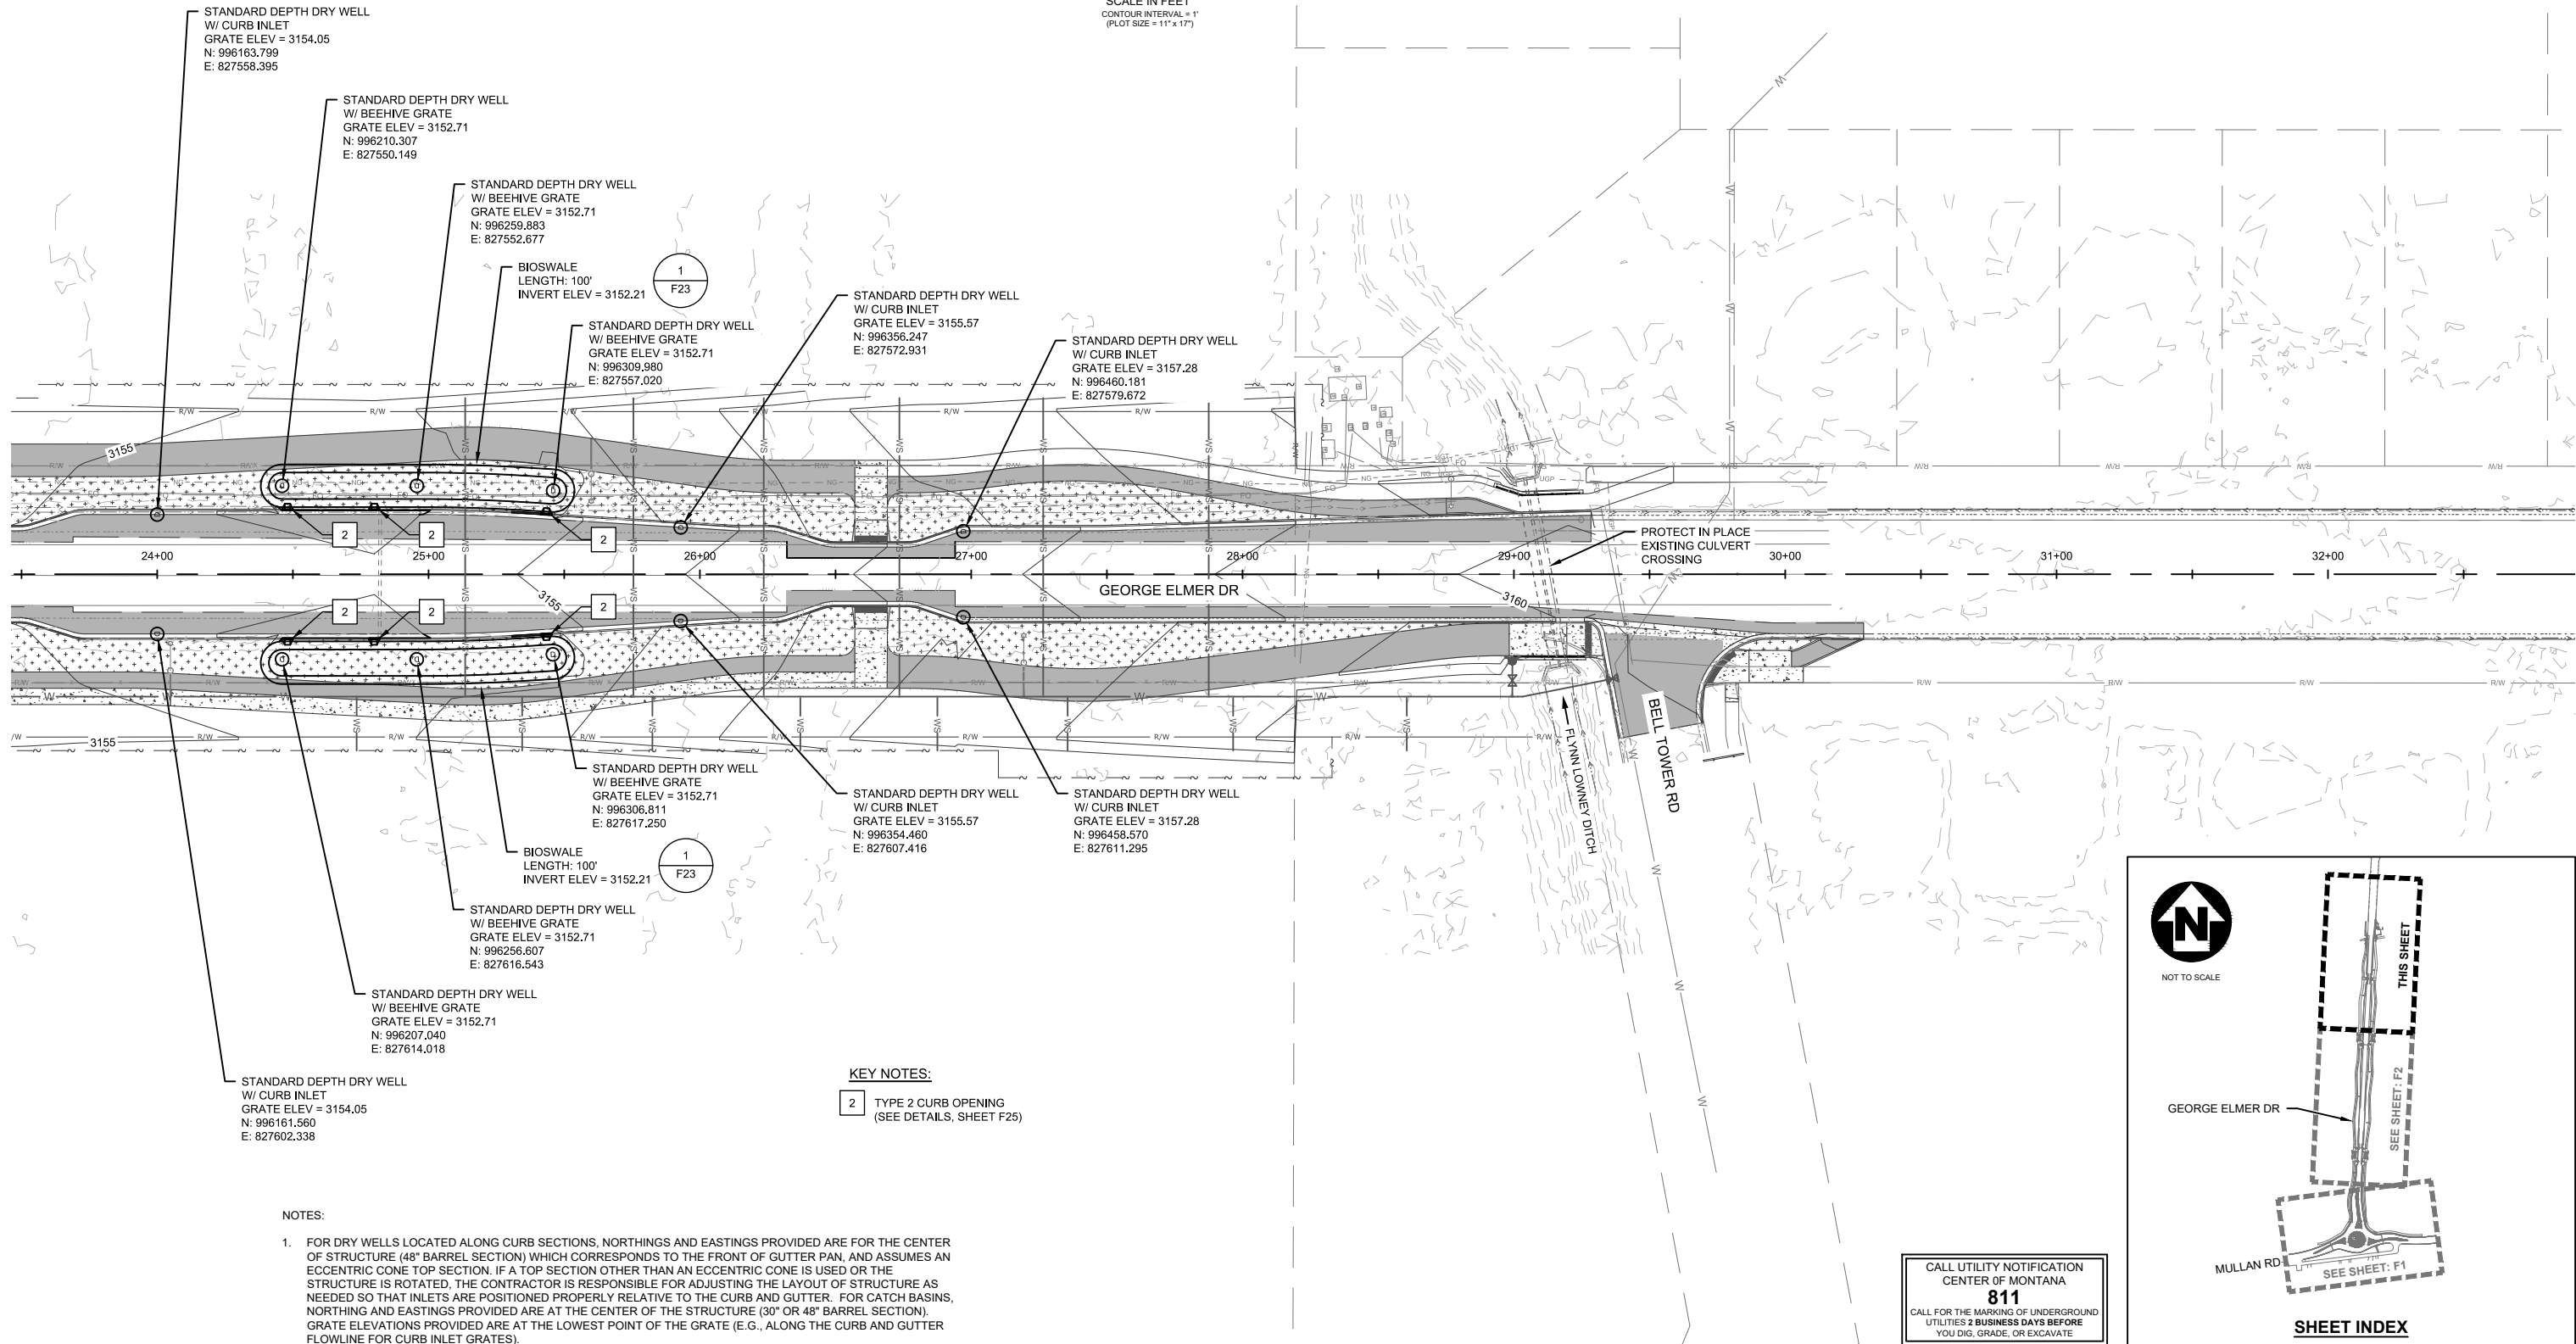 SCALE IN FEET
CONTOUR INTERVAL = 1'
(PLOT SIZE = 11" x 17")
STANDARD DEPTH DRY WELL
W/ CURB INLET
GRATE ELEV = 3154.05
N: 996163.799
E: 827558.395
STANDARD DEPTH DRY WELL
W/ BEEHIVE GRATE
GRATE ELEV = 3152.71
N: 996210.307
E: 827550.149
STANDARD DEPTH DRY WELL
W/ BEEHIVE GRATE
GRATE ELEV = 3152.71
N: 996259.883
E: 827552.677
BIOSWALE
LENGTH: 100'
INVERT ELEV = 3152.21
1
F23
STANDARD DEPTH DRY WELL
W/ BEEHIVE GRATE
GRATE ELEV = 3152.71
N: 996309.980
E: 827557.020
STANDARD DEPTH DRY WELL
W/ CURB INLET
GRATE ELEV = 3155.57
N: 996356.247
E: 827572.931
STANDARD DEPTH DRY WELL
W/ CURB INLET
GRATE ELEV = 3157.28
N: 996460.181
E: 827579.672
3155
2
2
2
24+00
25+00
26+00
27+00
28+00
29+00
30+00
31+00
32+00
PROTECT IN PLACE
EXISTING CULVERT
CROSSING
GEORGE ELMER DR
3155
3160
2
2
2
3155
BELL TOWER RD
FLYNN LOWNEY DITCH
STANDARD DEPTH DRY WELL
W/ BEEHIVE GRATE
GRATE ELEV = 3152.71
N: 996306.811
E: 827617.250
STANDARD DEPTH DRY WELL
W/ CURB INLET
GRATE ELEV = 3155.57
N: 996354.460
E: 827607.416
STANDARD DEPTH DRY WELL
W/ CURB INLET
GRATE ELEV = 3157.28
N: 996458.570
E: 827611.295
BIOSWALE
LENGTH: 100'
INVERT ELEV = 3152.21
1
F23
STANDARD DEPTH DRY WELL
W/ BEEHIVE GRATE
GRATE ELEV = 3152.71
N: 996256.607
E: 827616.543
STANDARD DEPTH DRY WELL
W/ BEEHIVE GRATE
GRATE ELEV = 3152.71
N: 996207.040
E: 827614.018
STANDARD DEPTH DRY WELL
W/ CURB INLET
GRATE ELEV = 3154.05
N: 996161.560
E: 827602.338
KEY NOTES:
2 TYPE 2 CURB OPENING
(SEE DETAILS, SHEET F25)
NOTES:
1. FOR DRY WELLS LOCATED ALONG CURB SECTIONS, NORTHINGS AND EASTINGS PROVIDED ARE FOR THE CENTER
OF STRUCTURE (48" BARREL SECTION) WHICH CORRESPONDS TO THE FRONT OF GUTTER PAN, AND ASSUMES AN
ECCENTRIC CONE TOP SECTION. IF A TOP SECTION OTHER THAN AN ECCENTRIC CONE IS USED OR THE
STRUCTURE IS ROTATED, THE CONTRACTOR IS RESPONSIBLE FOR ADJUSTING THE LAYOUT OF STRUCTURE AS
NEEDED SO THAT INLETS ARE POSITIONED PROPERLY RELATIVE TO THE CURB AND GUTTER. FOR CATCH BASINS,
NORTHING AND EASTINGS PROVIDED ARE AT THE CENTER OF THE STRUCTURE (30" OR 48" BARREL SECTION).
GRATE ELEVATIONS PROVIDED ARE AT THE LOWEST POINT OF THE GRATE (E.G., ALONG THE CURB AND GUTTER
FLOWLINE FOR CURB INLET GRATES).
CALL UTILITY NOTIFICATION
CENTER OF MONTANA
811
CALL FOR THE MARKING OF UNDERGROUND
UTILITIES 2 BUSINESS DAYS BEFORE
YOU DIG, GRADE, OR EXCAVATE
N
NOT TO SCALE
THIS SHEET
SEE SHEET: F2
GEORGE ELMER DR
MULLAN RD
SEE SHEET: F1
SHEET INDEX